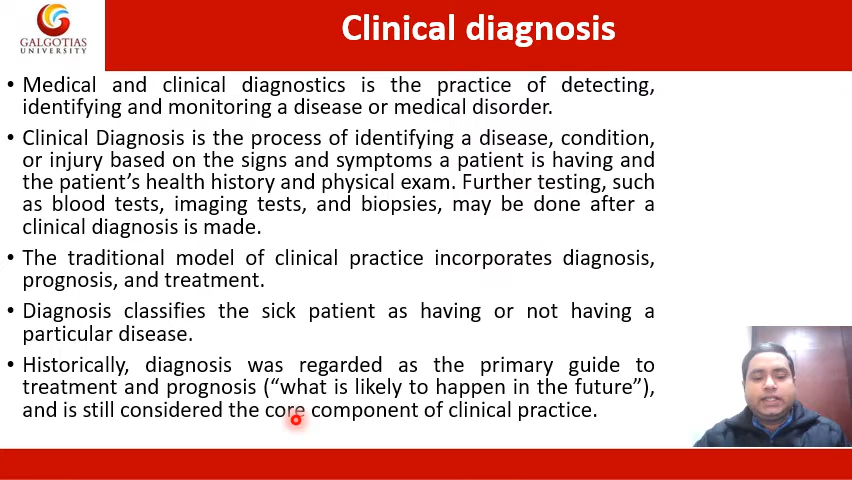 GALGOTIAS
UNIVERSITY
Clinical diagnosis
• Medical and clinical diagnostics is the practice of detecting,
identifying and monitoring a disease or medical disorder.
• Clinical Diagnosis is the process of identifying a disease, condition,
or injury based on the signs and symptoms a patient is having and
the patient’s health history and physical exam. Further testing, such
as blood tests, imaging tests, and biopsies, may be done after a
clinical diagnosis is made.
• The traditional model of clinical practice incorporates diagnosis,
prognosis, and treatment.
• Diagnosis classifies the sick patient as having or not having a
particular disease.
• Historically, diagnosis was regarded as the primary guide to
treatment and prognosis (“what is likely to happen in the future”),
and is still considered the core component of clinical practice.